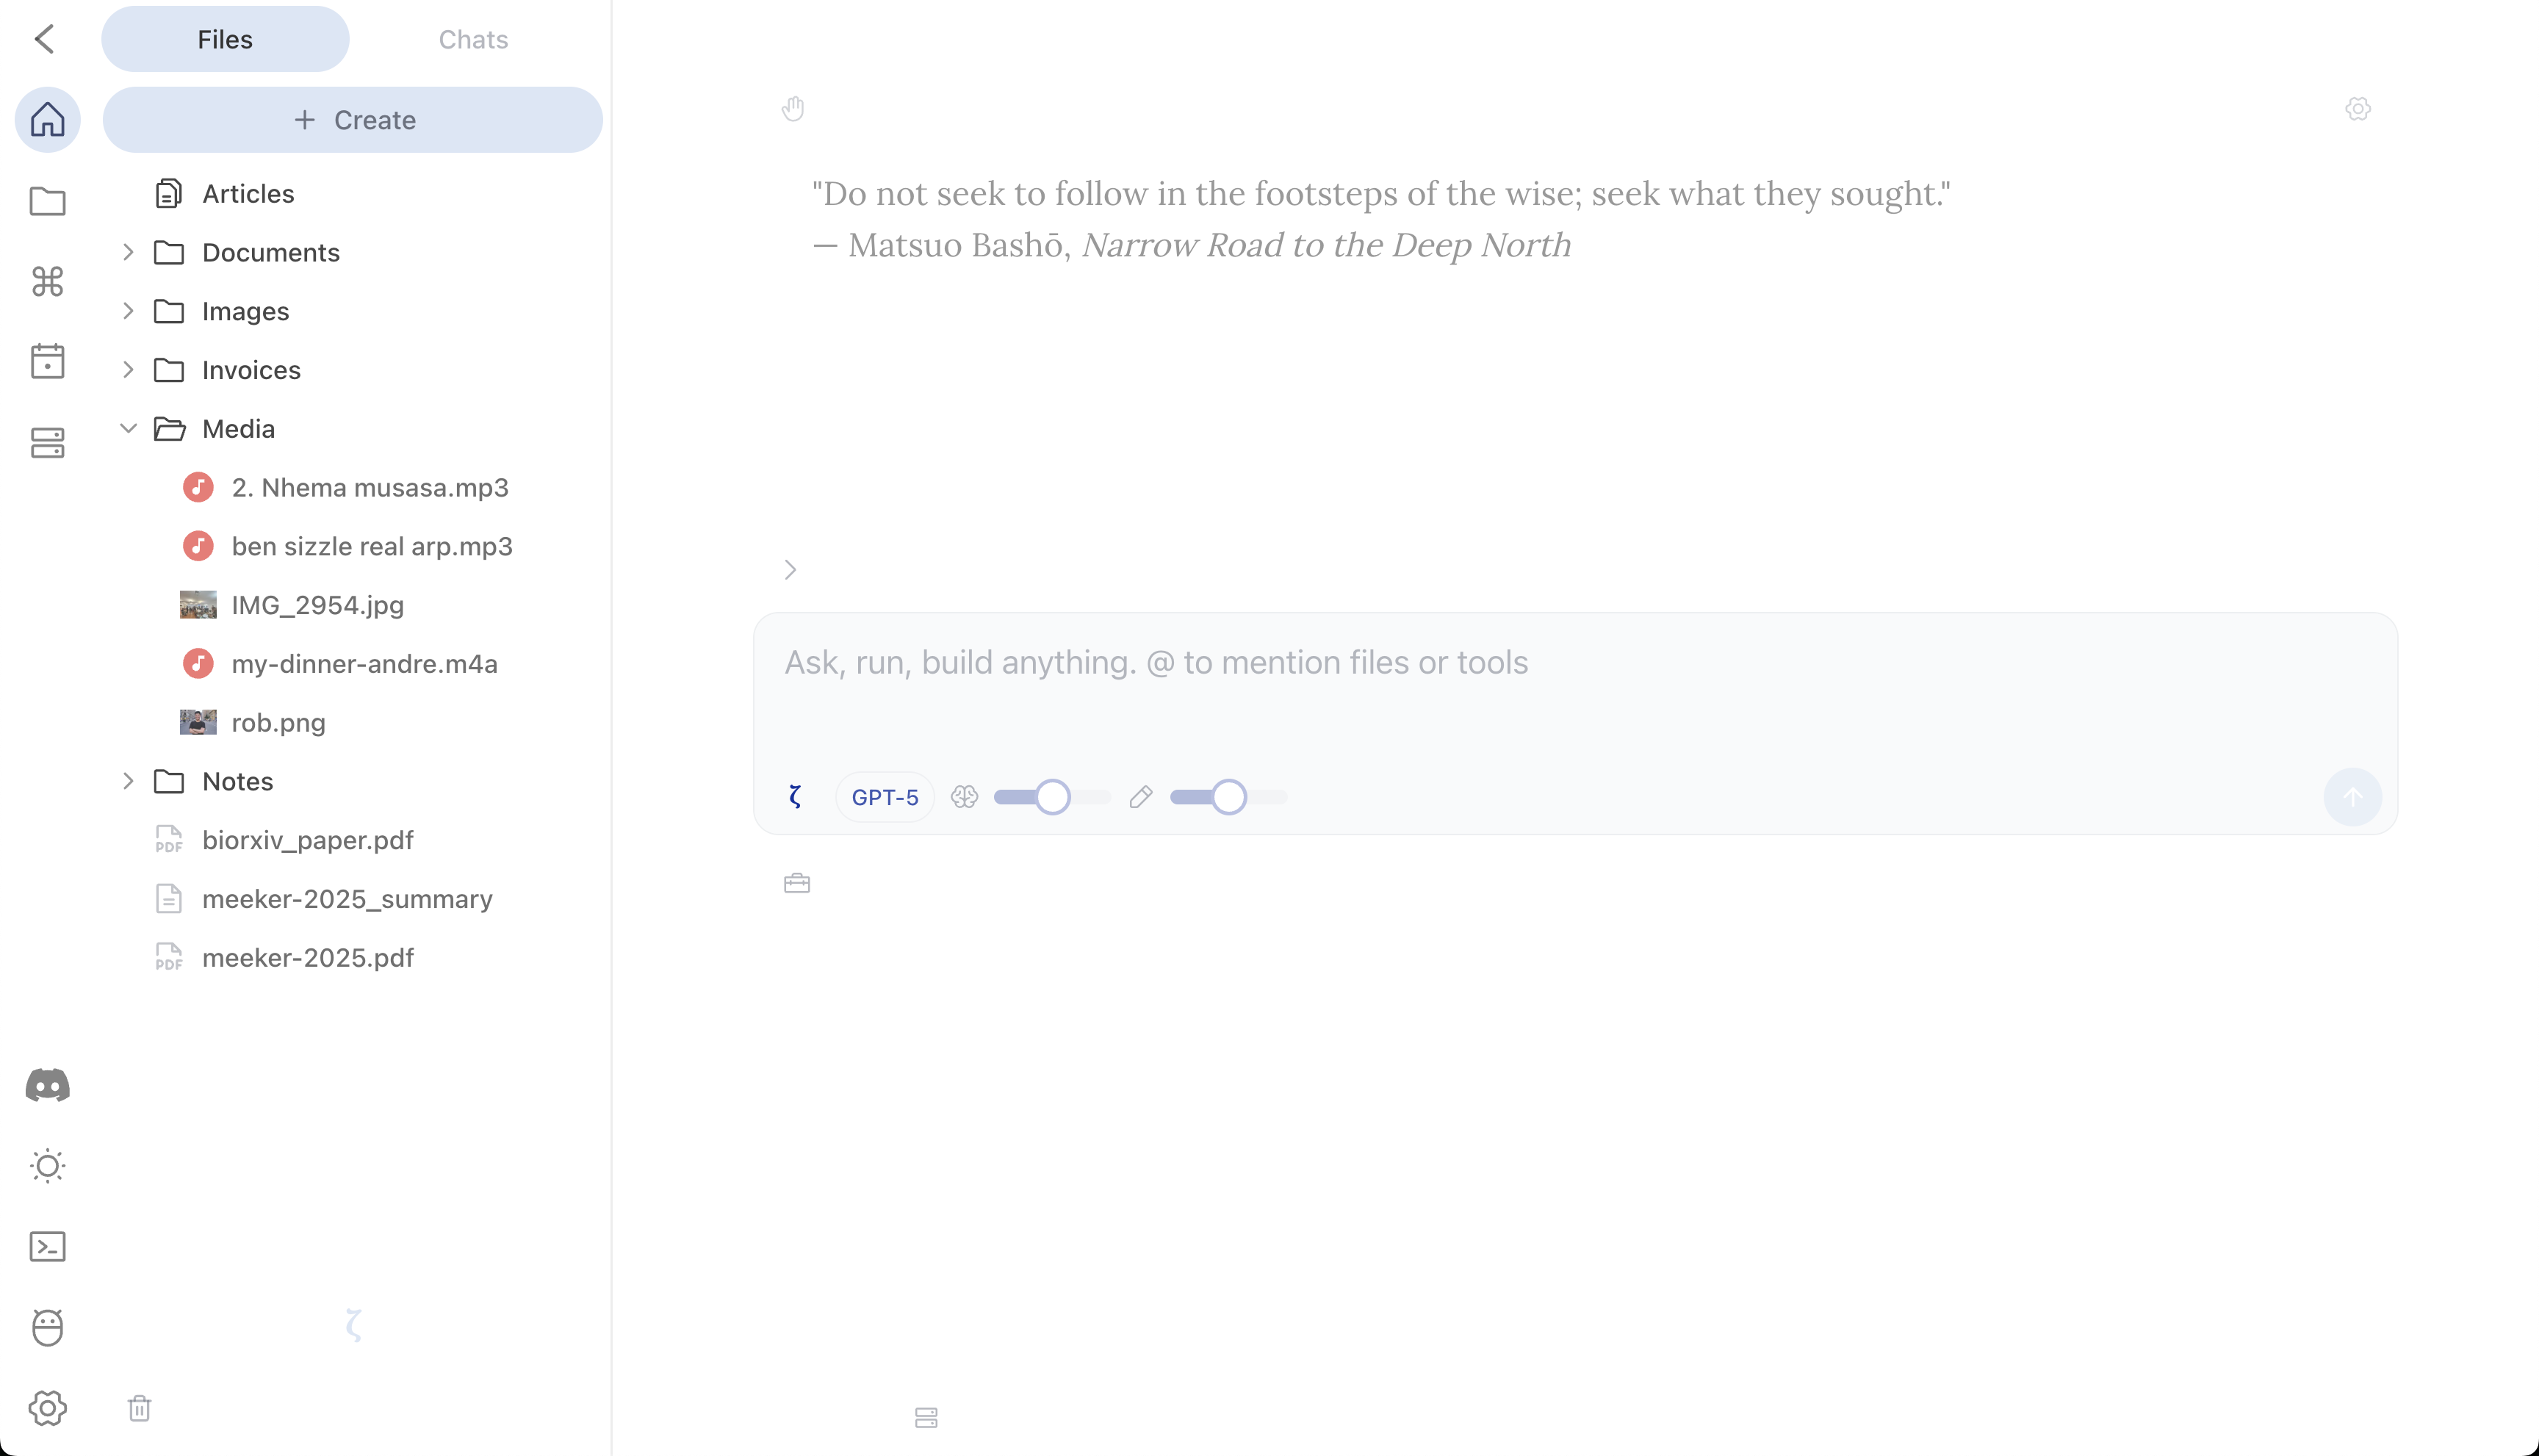 Files
Chats
+ Create
Articles
Documents
Images
Invoices
Media
2. Nhema musasa.mp3
ben sizzle real arp.mp3
IMG_2954.jpg
my-dinner-andre.m4a
rob.png
Notes
PDF biorxiv_paper.pdf
meeker-2025_summary
PDF meeker-2025.pdf
ζ
"Do not seek to follow in the footsteps of the wise; seek what they sought."
— Matsuo Bashō, Narrow Road to the Deep North
Ask, run, build anything. @ to mention files or tools
ζ GPT-5